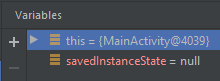 Variables
this = {MainActivity@4039}
savedInstanceState = null